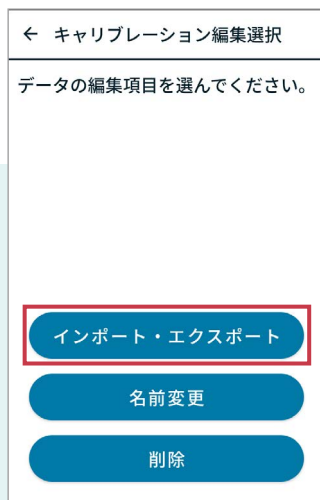 ← キャリブレーション編集選択
データの編集項目を選んでください。
インポート・エクスポート
名前変更
削除